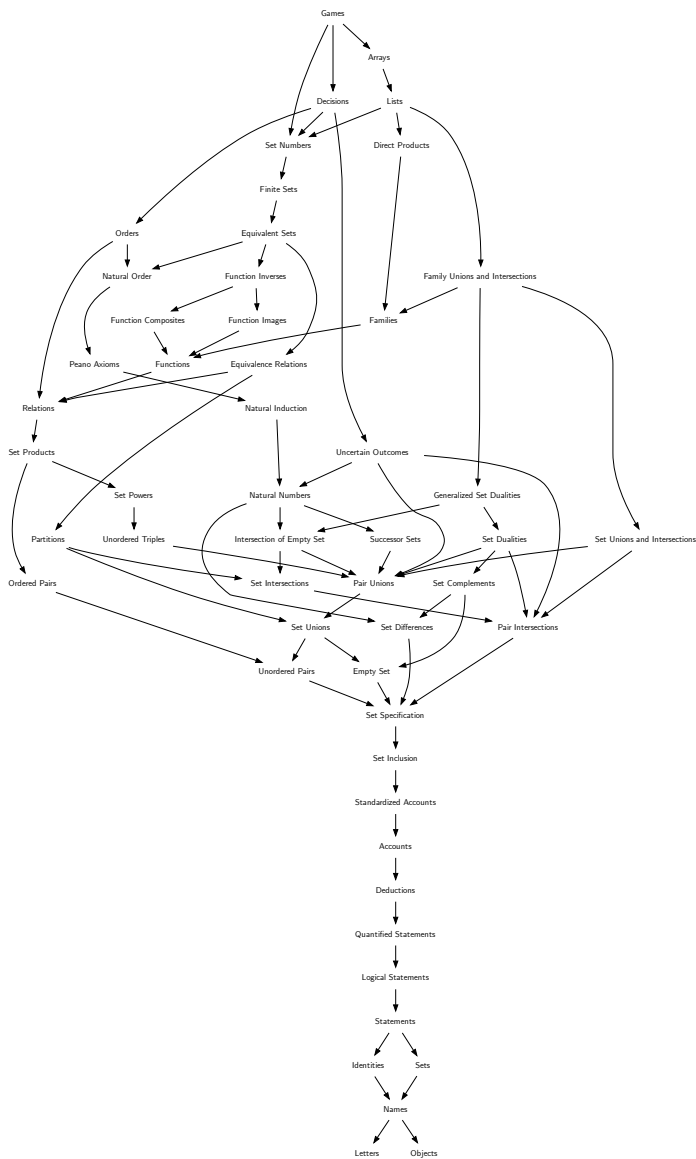 Games
Arrays
Decisions
Lists
Set Numbers
Direct Products
Finite Sets
Orders
Equivalent Sets
Natural Order
Function Inverses
Family Unions and Intersections
Function Composites
Function Images
Families
Peano Axioms
Functions
Equivalence Relations
Relations
Natural Induction
Set Products
Uncertain Outcomes
Set Powers
Natural Numbers
Generalized Set Dualities
Partitions
Unordered Triples
Intersection of Empty Set
Successor Sets
Set Dualities
Set Unions and Intersections
Ordered Pairs
Set Intersections
Pair Unions
Set Complements
Set Unions
Set Differences
Pair Intersections
Unordered Pairs
Empty Set
Set Specification
Set Inclusion
Standardized Accounts
Accounts
Deductions
Quantified Statements
Logical Statements
Statements
Identities
Sets
Names
Letters
Objects